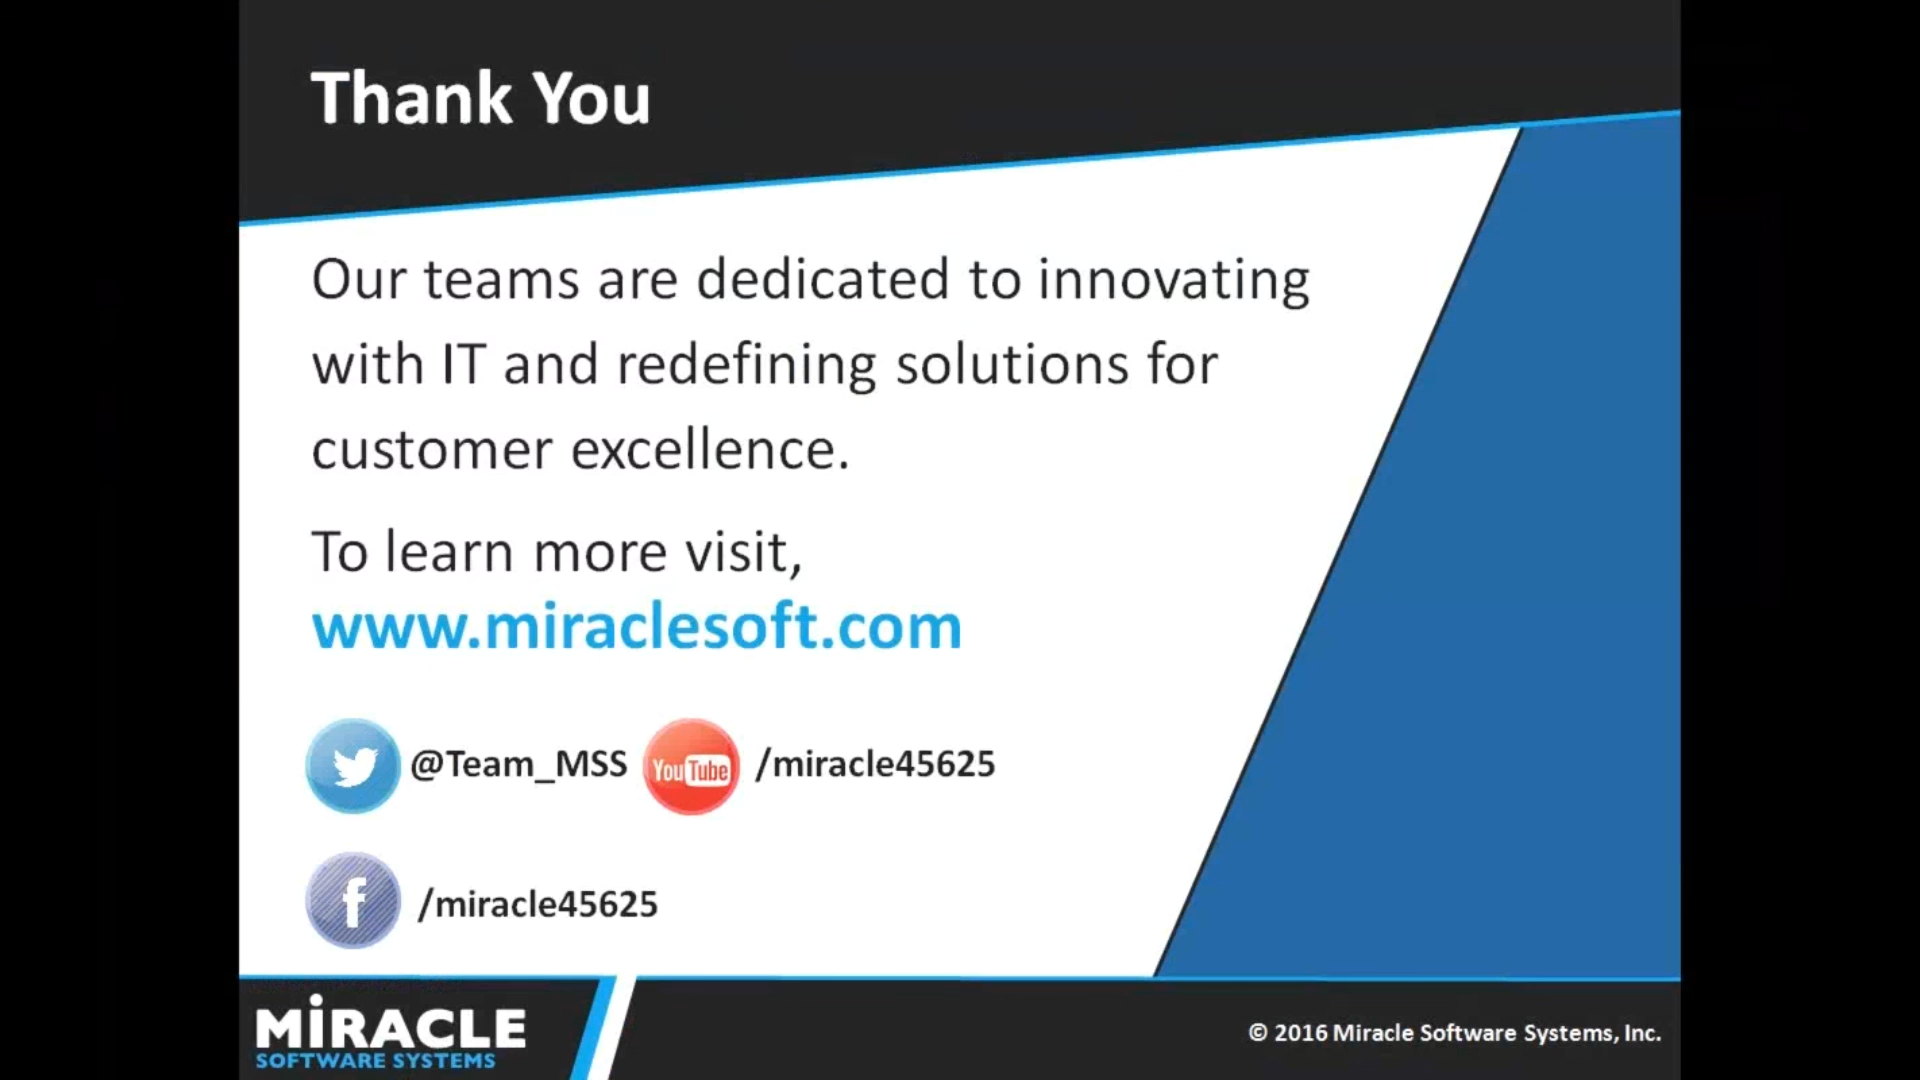 Thank You
Our teams are dedicated to innovating
with IT and redefining solutions for
customer excellence.
To learn more visit,
www.miraclesoft.com
@Team_MSS YouTube /miracle45625
f /miracle45625
MiRACLE
SOFTWARE SYSTEMS
© 2016 Miracle Software Systems, Inc.